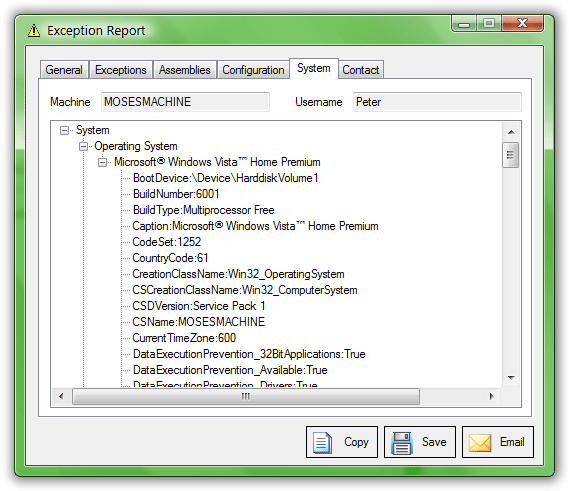 Exception Report
General Exceptions Assemblies Configuration System Contact
Machine MOSESMACHINE Username Peter
System
Operating System
Microsoft® Windows Vista™ Home Premium
BootDevice:\Device\HarddiskVolume1
BuildNumber:6001
BuildType:Multiprocessor Free
Caption:Microsoft® Windows Vista™ Home Premium
CodeSet:1252
CountryCode:61
CreationClassName:Win32_OperatingSystem
CSCreationClassName:Win32_ComputerSystem
CSDVersion:Service Pack 1
CSName:MOSESMACHINE
CurrentTimeZone:600
DataExecutionPrevention_32BitApplications:True
DataExecutionPrevention_Available:True
DataExecutionPrevention_Drivers:True
Copy Save Email